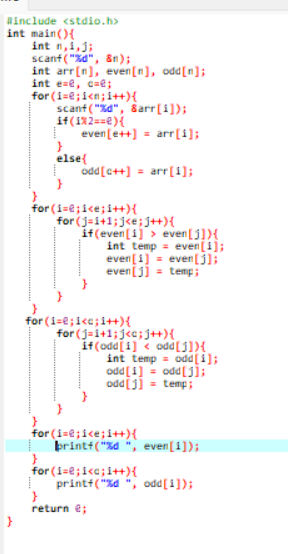 #include <stdio.h>
int main(){
    int n,i,j;
    scanf("%d", &n);
    int arr[n], even[n], odd[n];
    int e=0, o=0;
    for(i=0;i<n;i++){
        scanf("%d", &arr[i]);
        if(i%2==0){
            even[e++] = arr[i];
        }
        else{
            odd[o++] = arr[i];
        }
    }
    for(i=0;i<e;i++){
        for(j=i+1;j<e;j++){
            if(even[i] > even[j]){
                int temp = even[i];
                even[i] = even[j];
                even[j] = temp;
            }
        }
    }
   for(i=0;i<o;i++){
        for(j=i+1;j<o;j++){
            if(odd[i] < odd[j]){
                int temp = odd[i];
                odd[i] = odd[j];
                odd[j] = temp;
            }
        }
    }
    for(i=0;i<e;i++){
        printf("%d ", even[i]);
    }
    for(i=0;i<o;i++){
        printf("%d ", odd[i]);
    }
    return 0;
}